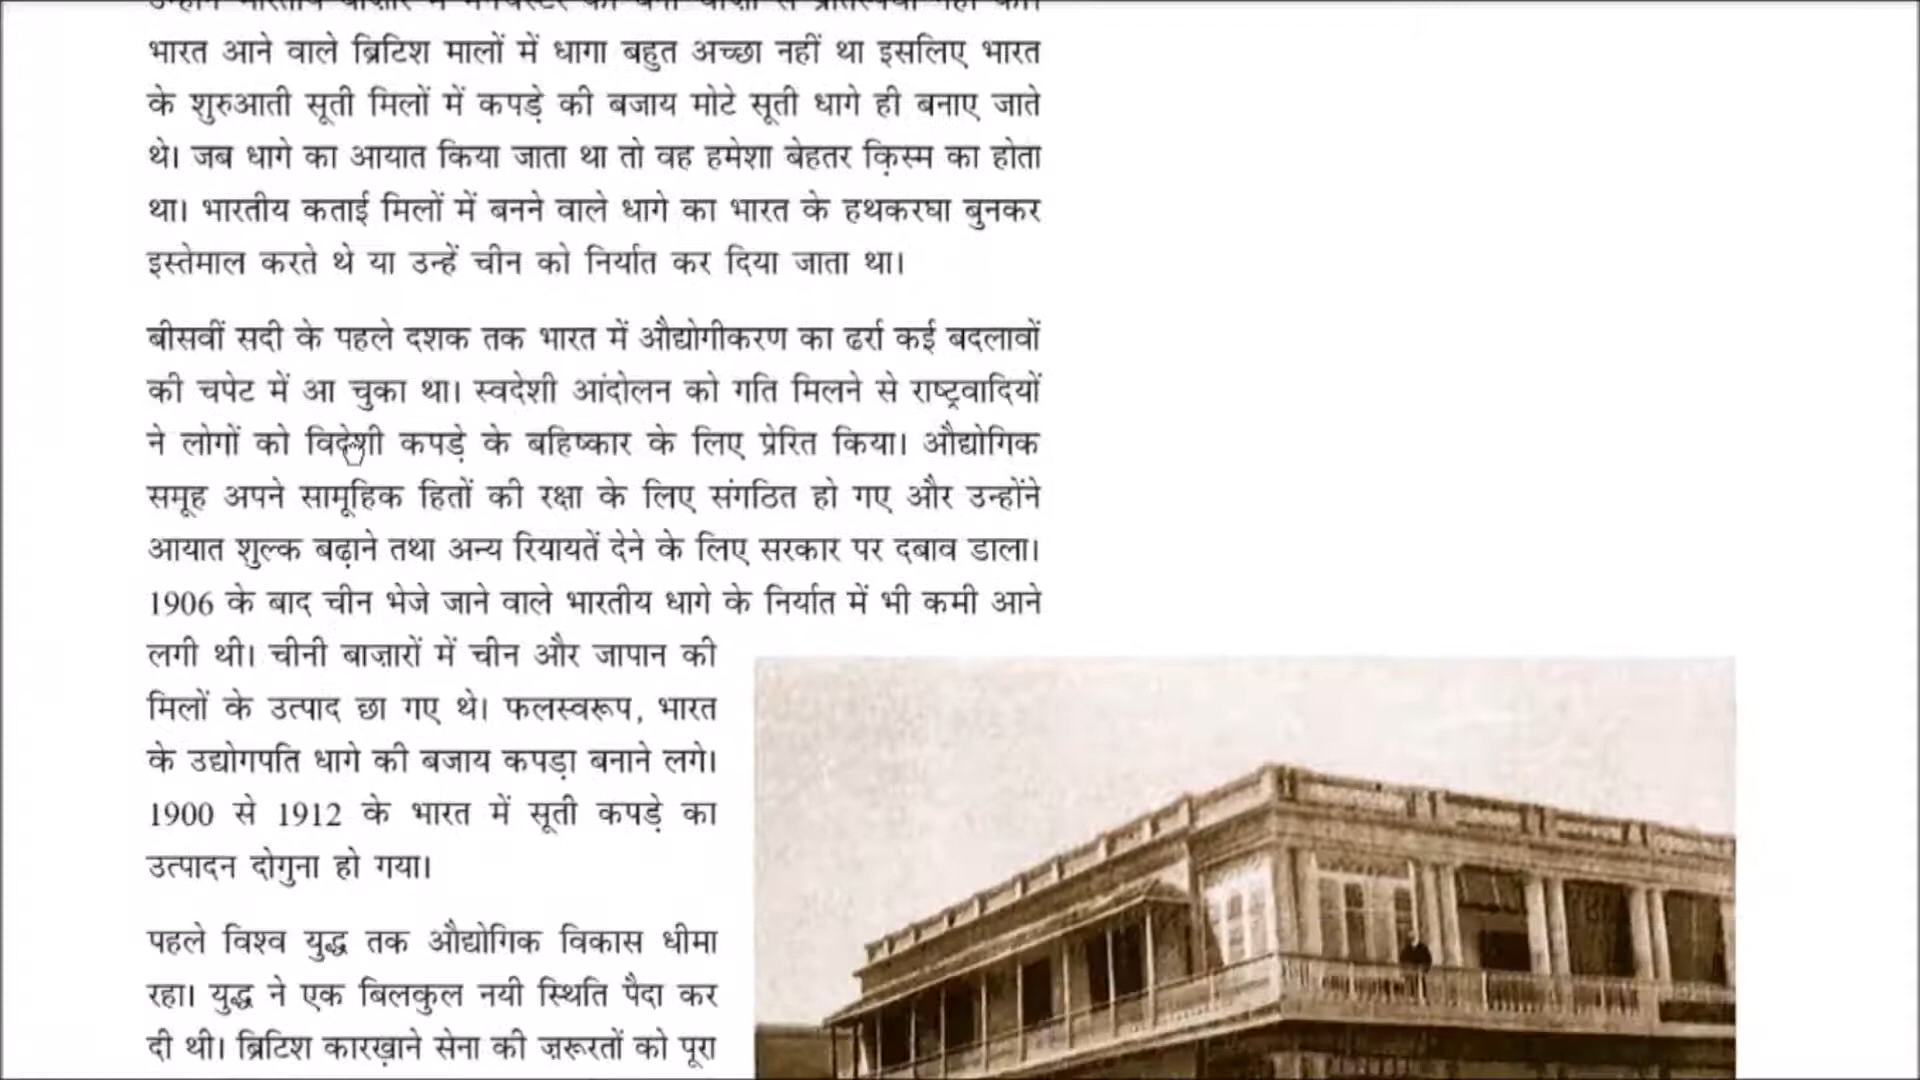 भारत आने वाले ब्रिटिश मालों में धागा बहुत अच्छा नहीं था इसलिए भारत
के शुरुआती सूती मिलों में कपड़े की बजाय मोटे सूती धागे ही बनाए जाते
थे। जब धागे का आयात किया जाता था तो वह हमेशा बेहतर क़िस्म का होता
था। भारतीय कताई मिलों में बनने वाले धागे का भारत के हथकरघा बुनकर
इस्तेमाल करते थे या उन्हें चीन को निर्यात कर दिया जाता था।
बीसवीं सदी के पहले दशक तक भारत में औद्योगीकरण का ढर्रा कई बदलावों
की चपेट में आ चुका था। स्वदेशी आंदोलन को गति मिलने से राष्ट्रवादियों
ने लोगों को विदेशी कपड़े के बहिष्कार के लिए प्रेरित किया। औद्योगिक
समूह अपने सामूहिक हितों की रक्षा के लिए संगठित हो गए और उन्होंने
आयात शुल्क बढ़ाने तथा अन्य रियायतें देने के लिए सरकार पर दबाव डाला।
1906 के बाद चीन भेजे जाने वाले भारतीय धागे के निर्यात में भी कमी आने
लगी थी। चीनी बाज़ारों में चीन और जापान की
मिलों के उत्पाद छा गए थे। फलस्वरूप, भारत
के उद्योगपति धागे की बजाय कपड़ा बनाने लगे।
1900 से 1912 के भारत में सूती कपड़े का
उत्पादन दोगुना हो गया।
पहले विश्व युद्ध तक औद्योगिक विकास धीमा
रहा। युद्ध ने एक बिलकुल नयी स्थिति पैदा कर
दी थी। ब्रिटिश कारख़ाने सेना की ज़रूरतों को पूरा